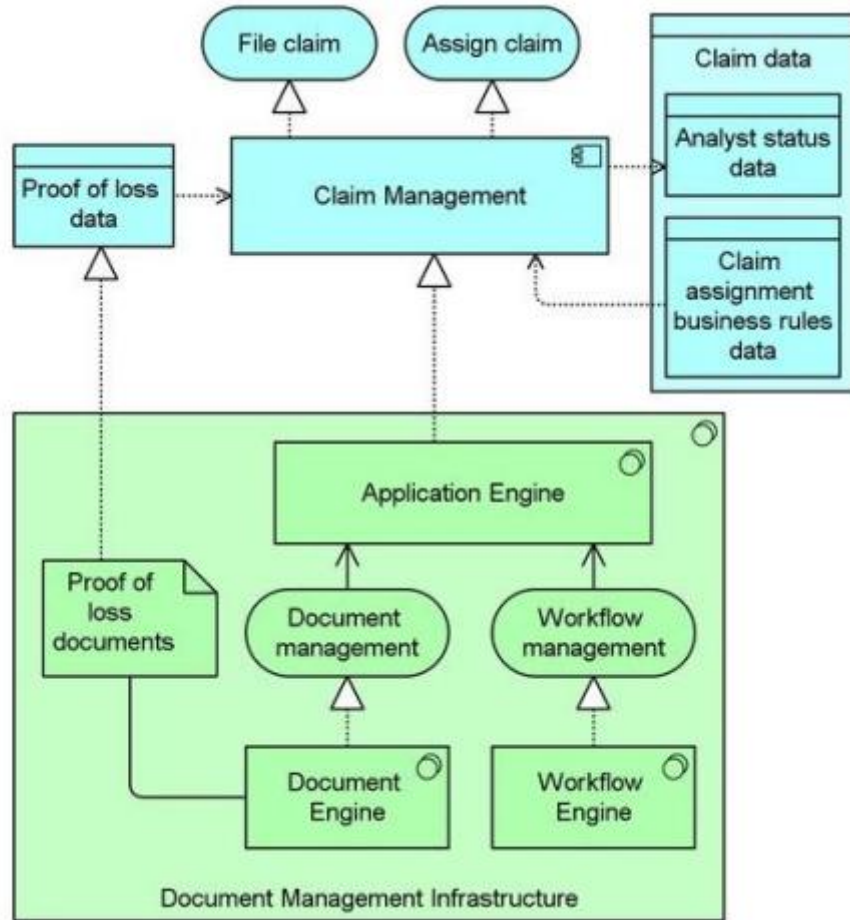 File claim
Assign claim
Claim data
Analyst status
data
Proof of loss
data
Claim Management
Claim
assignment
business rules
data
Application Engine
Proof of
loss
documents
Document
management
Workflow
management
Document
Engine
Workflow
Engine
Document Management Infrastructure